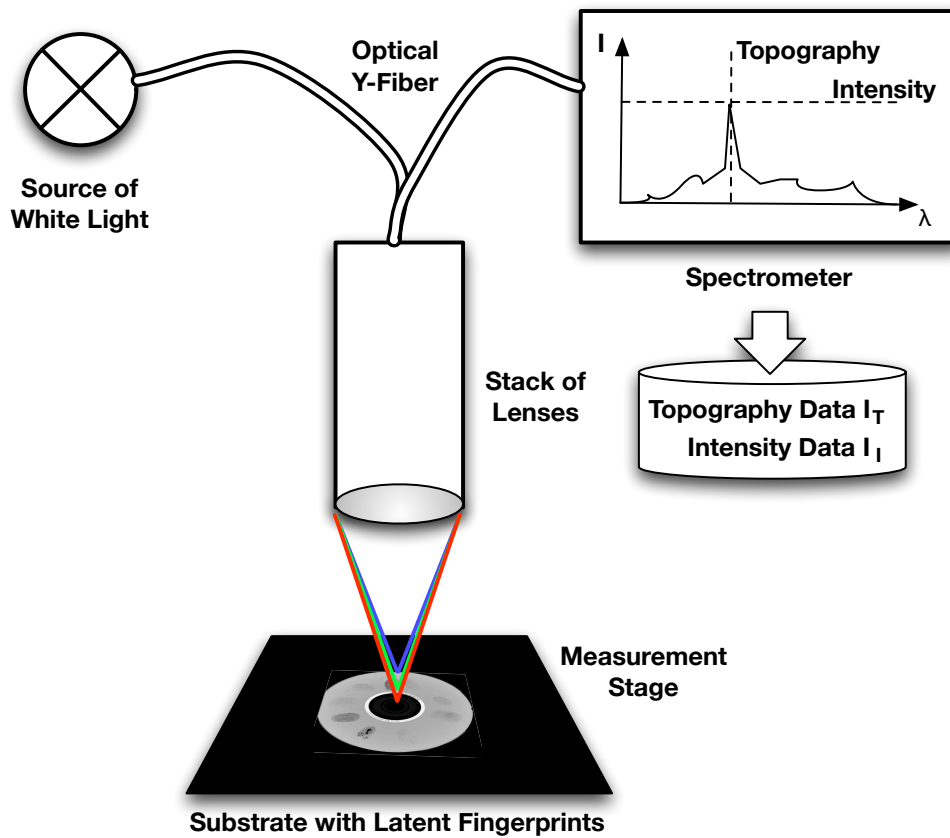 Optical
Y-Fiber
Source of
White Light
I
Topography
Intensity
λ
Spectrometer
Topography Data I_T
Intensity Data I_I
Stack of
Lenses
Measurement
Stage
Substrate with Latent Fingerprints